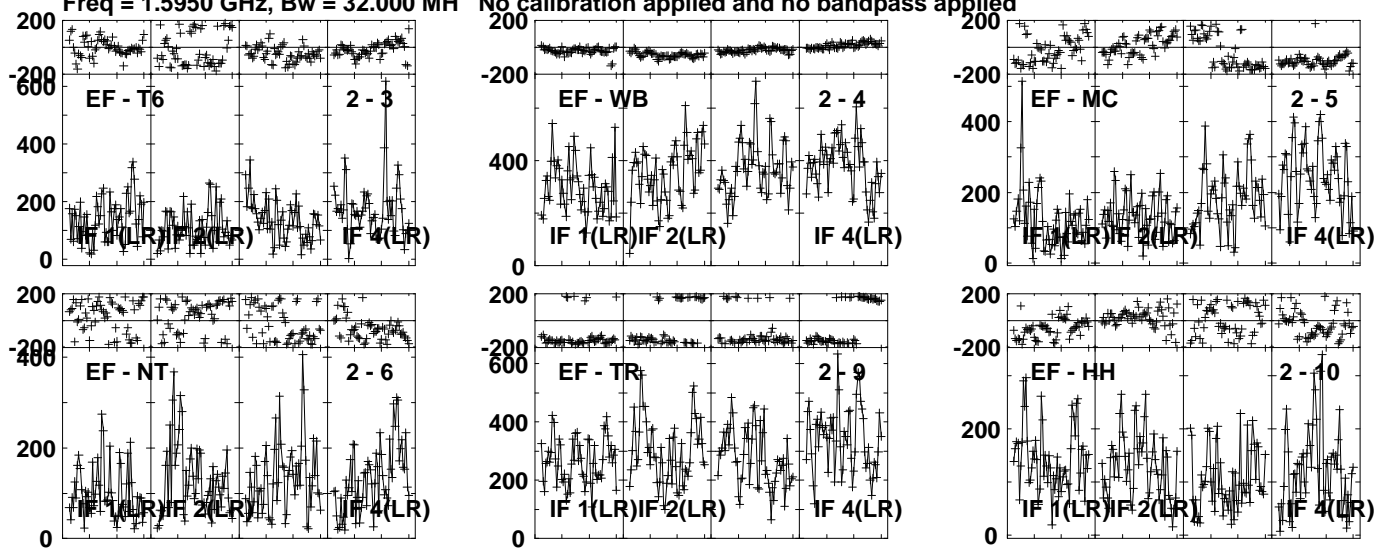 Freq = 1.5950 GHz, Bw = 32.000 MH No calibration applied and no bandpass applied
200
-200
600
400
200
0
EF - T6
2 - 3
IF 1(LR)
IF 2(LR)
IF 4(LR)
200
-200
400
0
EF - WB
2 - 4
IF 1(LR)
IF 2(LR)
IF 4(LR)
200
-200
400
200
0
EF - MC
2 - 5
IF 1(LR)
IF 2(LR)
IF 4(LR)
200
-200
400
200
0
EF - NT
2 - 6
IF 1(LR)
IF 2(LR)
IF 4(LR)
200
-200
600
400
200
0
EF - TR
2 - 9
IF 1(LR)
IF 2(LR)
IF 4(LR)
200
-200
200
0
EF - HH
2 - 10
IF 1(LR)
IF 2(LR)
IF 4(LR)